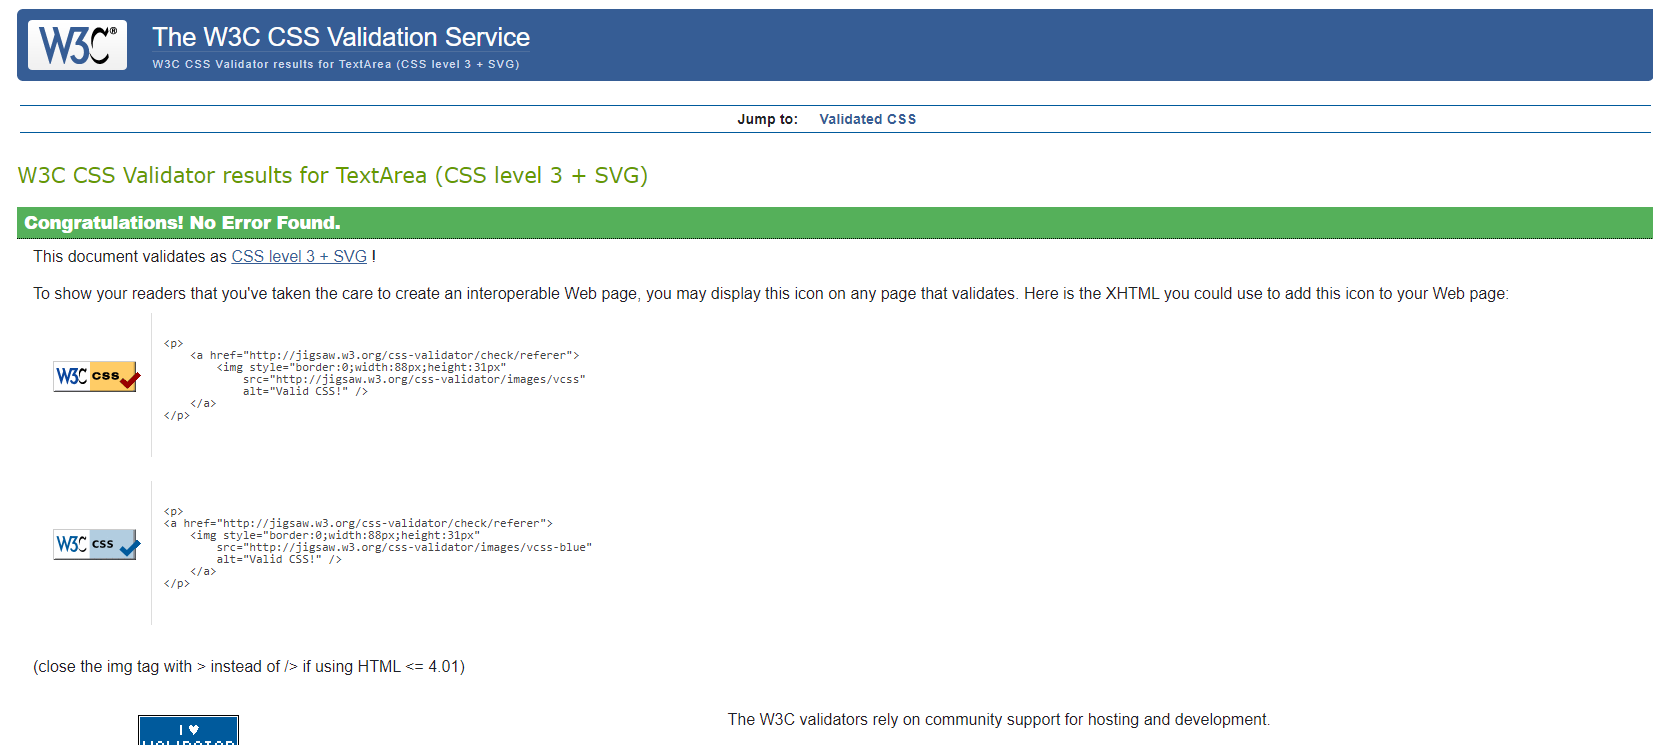 W3C®
The W3C CSS Validation Service
W3C CSS Validator results for TextArea (CSS level 3 + SVG)
Jump to: Validated CSS
W3C CSS Validator results for TextArea (CSS level 3 + SVG)
Congratulations! No Error Found.
This document validates as CSS level 3 + SVG !
To show your readers that you've taken the care to create an interoperable Web page, you may display this icon on any page that validates. Here is the XHTML you could use to add this icon to your Web page:
W3C css
<p>
<a href="http://jigsaw.w3.org/css-validator/check/referer">
<img style="border:0;width:88px;height:31px"
src="http://jigsaw.w3.org/css-validator/images/vcss"
alt="Valid CSS!" />
</a>
</p>
W3C css
<p>
<a href="http://jigsaw.w3.org/css-validator/check/referer">
<img style="border:0;width:88px;height:31px"
src="http://jigsaw.w3.org/css-validator/images/vcss-blue"
alt="Valid CSS!" />
</a>
</p>
(close the img tag with > instead of /> if using HTML <= 4.01)
I ♥
The W3C validators rely on community support for hosting and development.